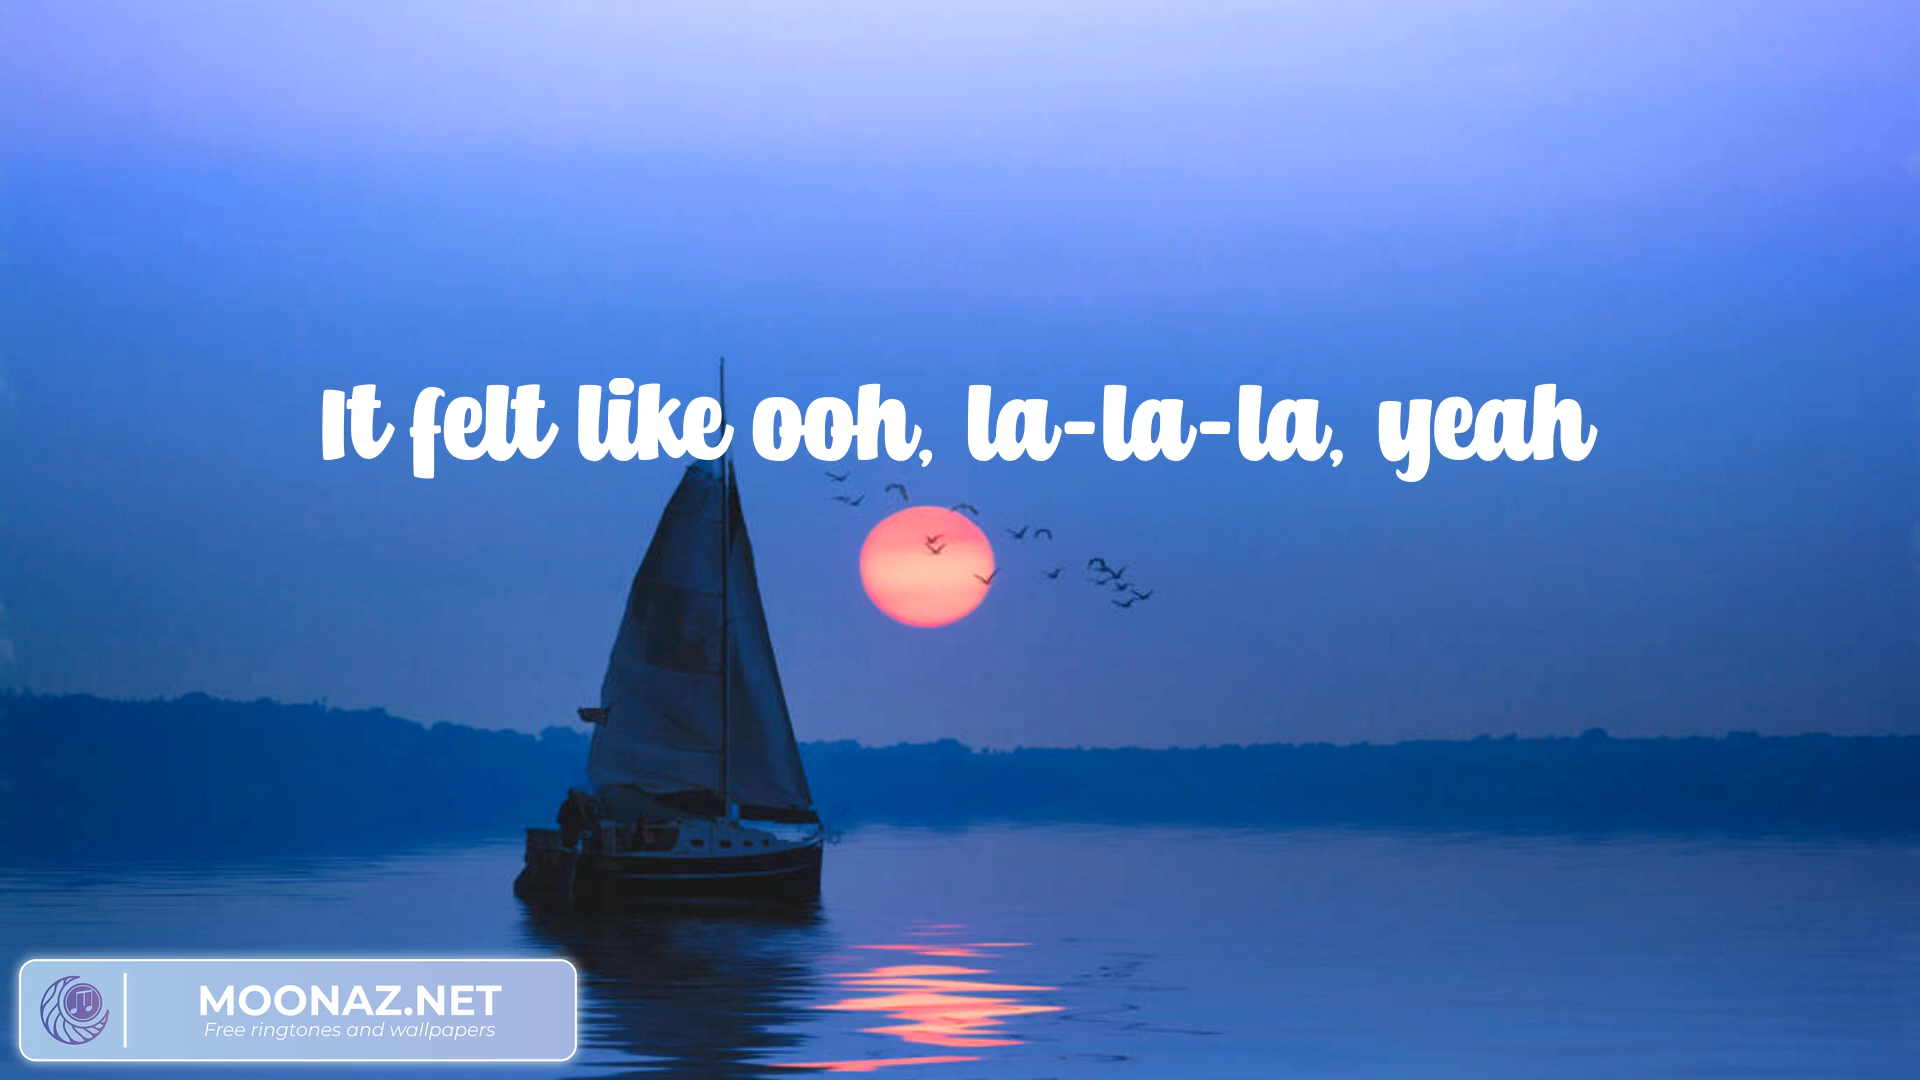 It felt like ooh, la-la-la, yeah
MOONAZ.NET
Free ringtones and wallpapers